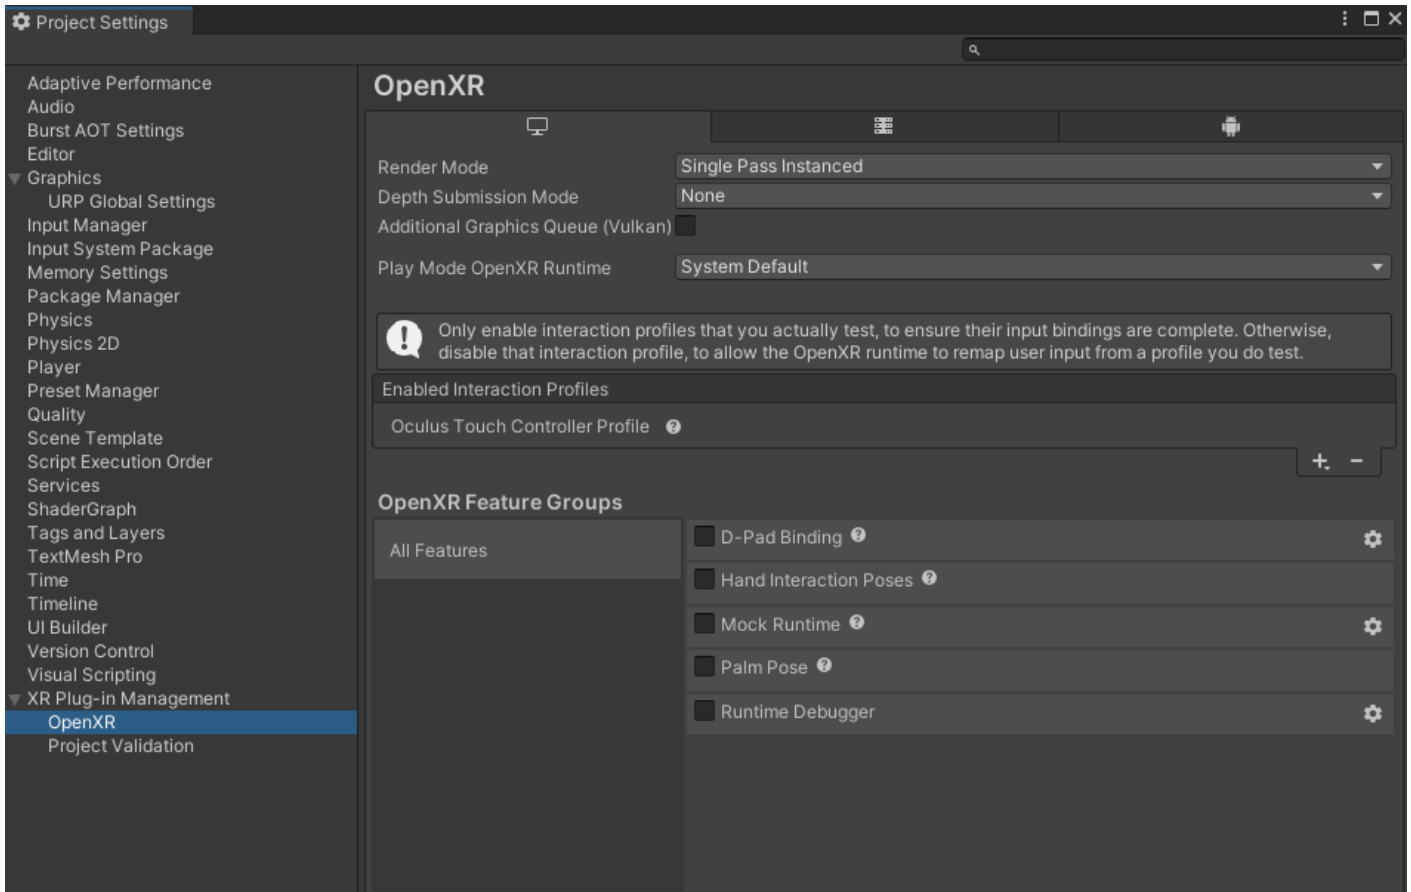 Project Settings
Adaptive Performance
Audio
Burst AOT Settings
Editor
Graphics
URP Global Settings
Input Manager
Input System Package
Memory Settings
Package Manager
Physics
Physics 2D
Player
Preset Manager
Quality
Scene Template
Script Execution Order
Services
ShaderGraph
Tags and Layers
TextMesh Pro
Time
Timeline
UI Builder
Version Control
Visual Scripting
XR Plug-in Management
OpenXR
Project Validation
OpenXR
Render Mode Single Pass Instanced
Depth Submission Mode None
Additional Graphics Queue (Vulkan)
Play Mode OpenXR Runtime System Default
Only enable interaction profiles that you actually test, to ensure their input bindings are complete. Otherwise,
disable that interaction profile, to allow the OpenXR runtime to remap user input from a profile you do test.
Enabled Interaction Profiles
Oculus Touch Controller Profile
OpenXR Feature Groups
All Features
D-Pad Binding
Hand Interaction Poses
Mock Runtime
Palm Pose
Runtime Debugger